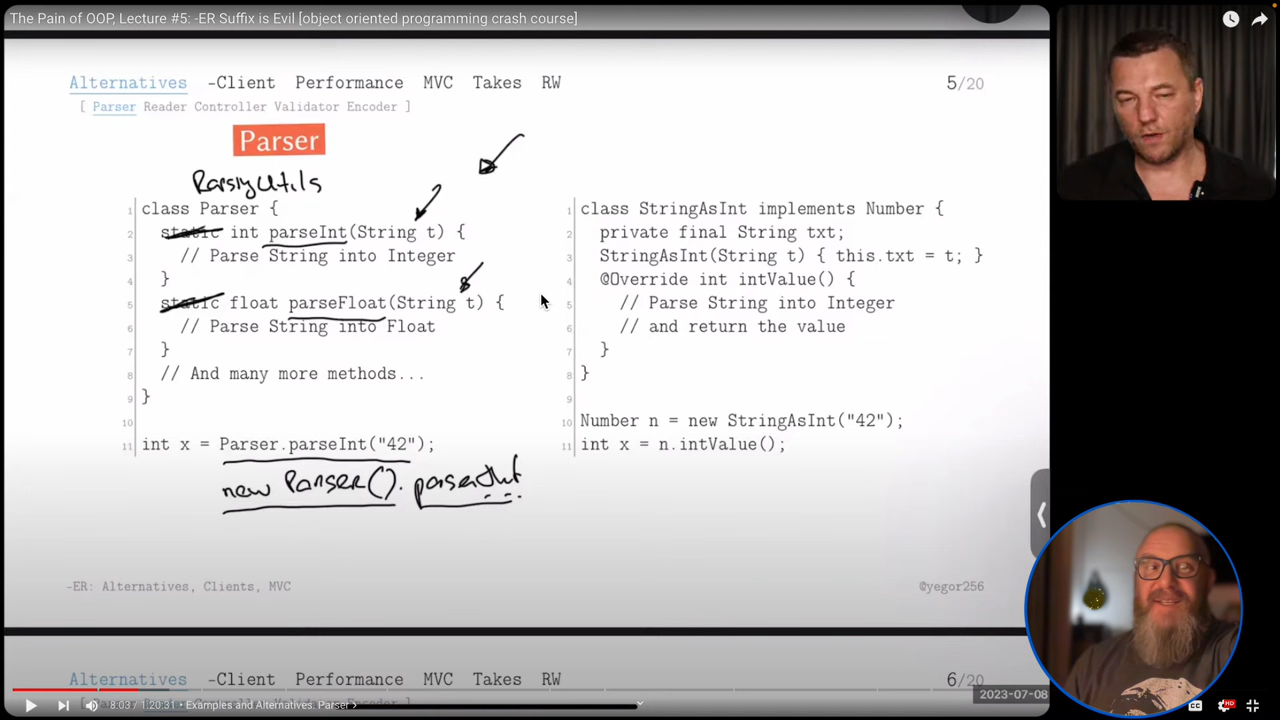 The Pain of OOP, Lecture #5: -ER Suffix is Evil [object oriented programming crash course]
Alternatives -Client Performance MVC Takes RW 5/20
[ Parser Reader Controller Validator Encoder ]
Parser
1 class Parser {
2 static int parseInt(String t) {
3 // Parse String into Integer
4 }
5 static float parseFloat(String t) {
6 // Parse String into Float
7 }
8 // And many more methods...
9 }
10
11 int x = Parser.parseInt("42");
new Parser().
1 class StringAsInt implements Number {
2 private final String txt;
3 StringAsInt(String t) { this.txt = t; }
4 @Override int intValue() {
5 // Parse String into Integer
6 // and return the value
7 }
8 }
9
10 Number n = new StringAsInt("42");
11 int x = n.intValue();
-ER: Alternatives, Clients, MVC @yegor256
Alternatives -Client Performance MVC Takes RW 6/20
2023-07-08
8:03 / 1:20:31 • Examples and Alternatives. Parser >
CC HD